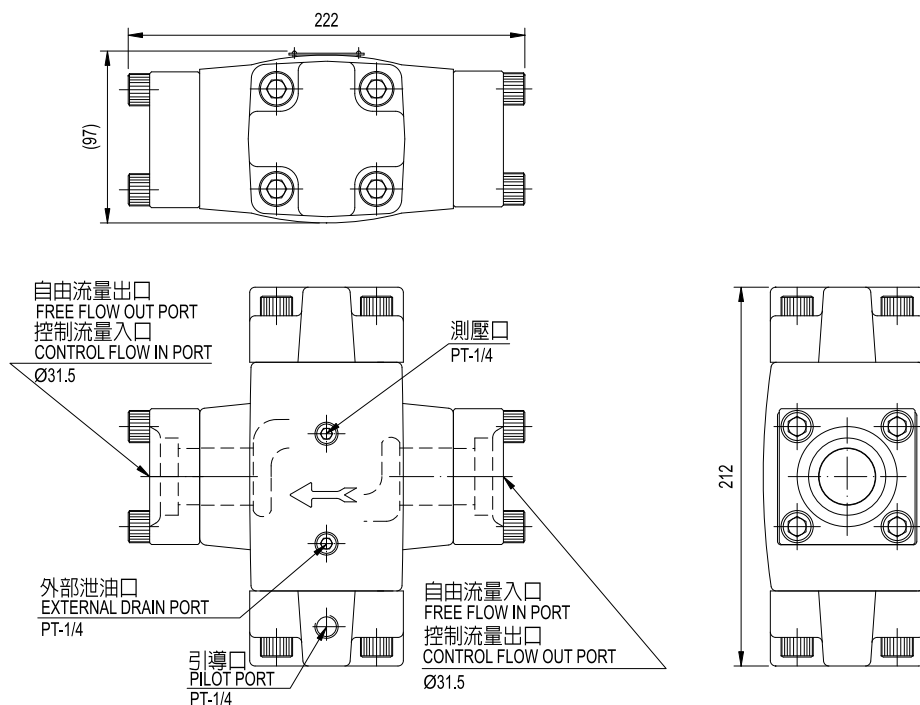 222
(97)
自由流量出口
FREE FLOW OUT PORT
控制流量入口
CONTROL FLOW IN PORT
Ø31.5
測壓口
PT-1/4
212
外部泄油口
EXTERNAL DRAIN PORT
PT-1/4
引導口
PILOT PORT
PT-1/4
自由流量入口
FREE FLOW IN PORT
控制流量出口
CONTROL FLOW OUT PORT
Ø31.5